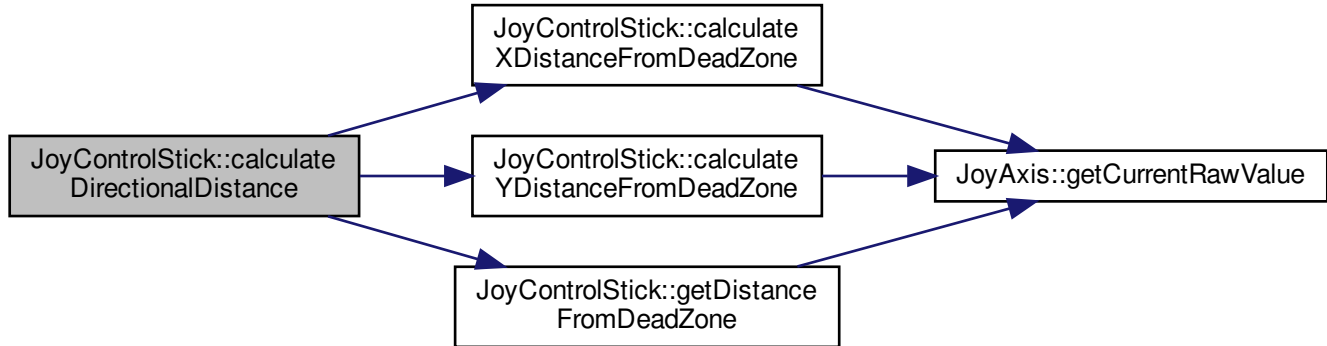 JoyControlStick::calculate
XDistanceFromDeadZone
JoyControlStick::calculate
DirectionalDistance
JoyControlStick::calculate
YDistanceFromDeadZone
JoyAxis::getCurrentRawValue
JoyControlStick::getDistance
FromDeadZone